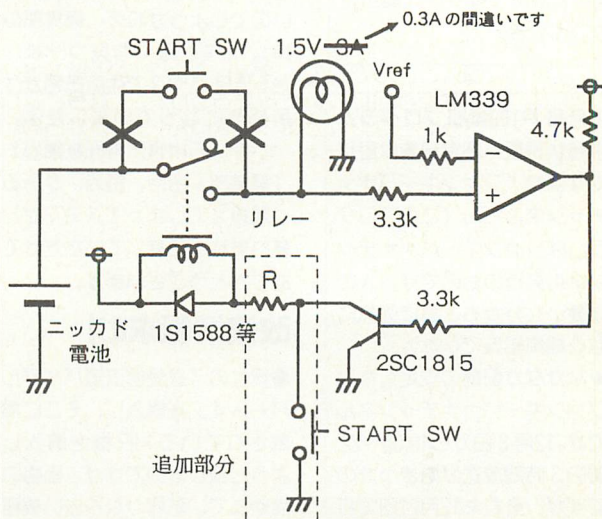 0.3Aの間違いです
START SW
1.5V 3A
Vref
LM339
1k
4.7k
−
+
3.3k
リレー
R
3.3k
1S1588等
ニッカド
電池
2SC1815
START SW
追加部分